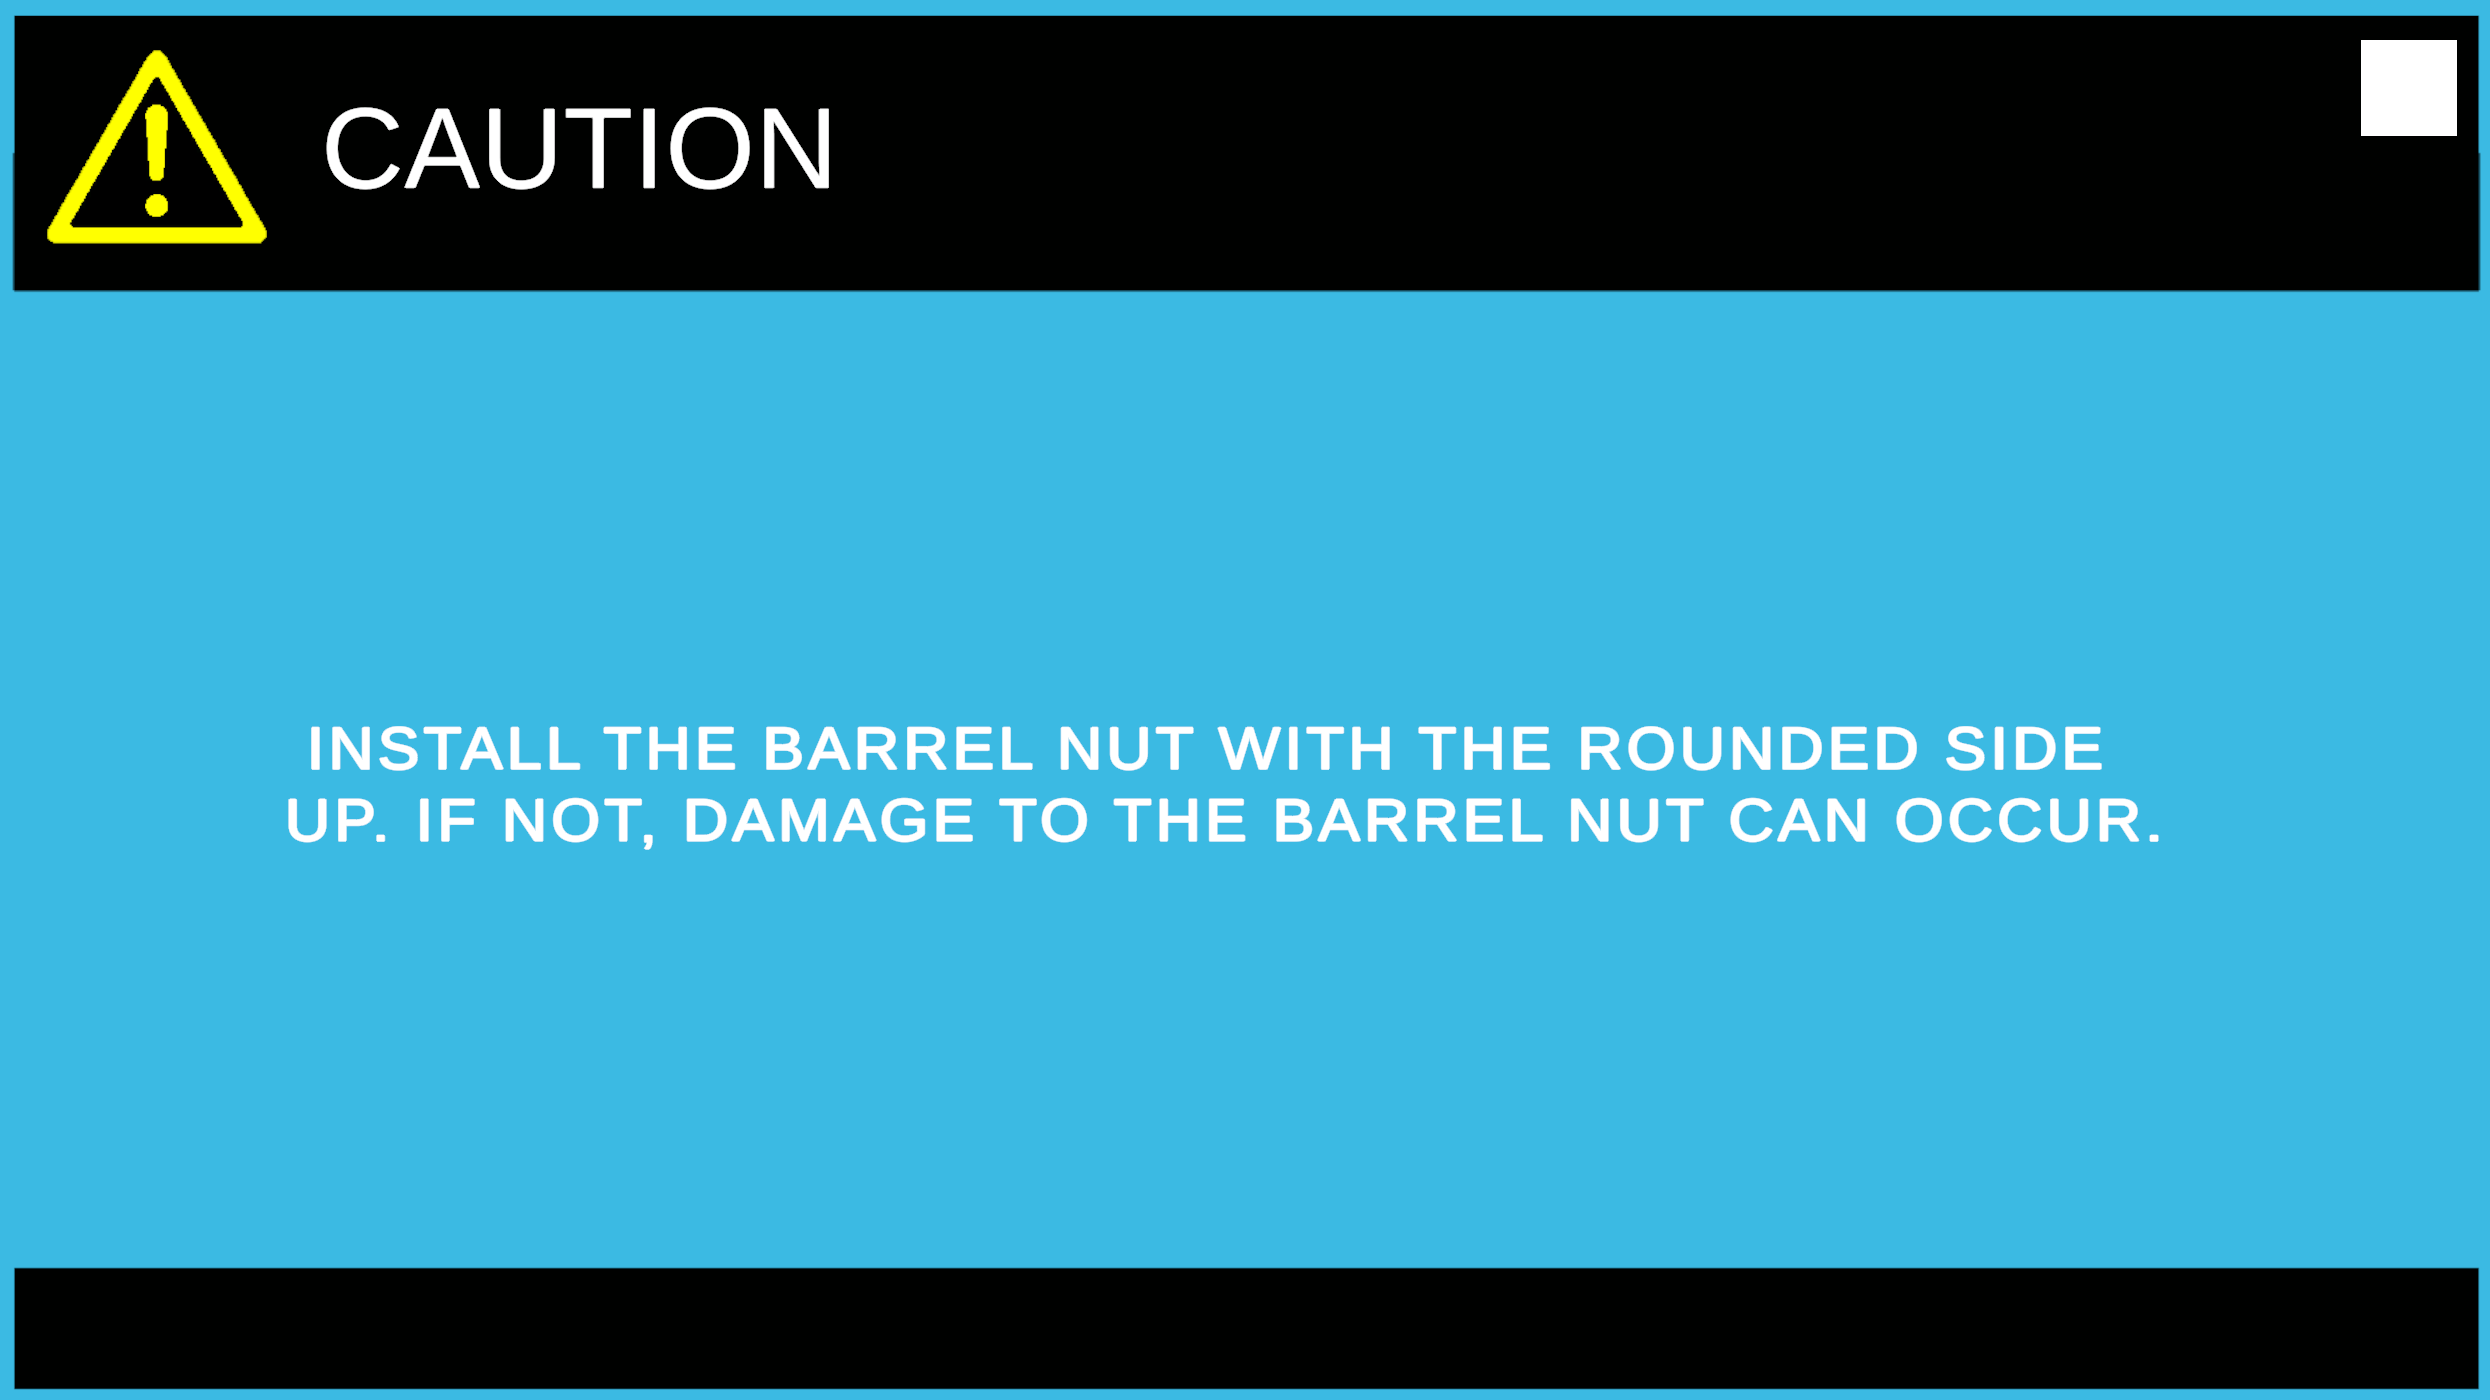 CAUTION
INSTALL THE BARREL NUT WITH THE ROUNDED SIDE
UP. IF NOT, DAMAGE TO THE BARREL NUT CAN OCCUR.